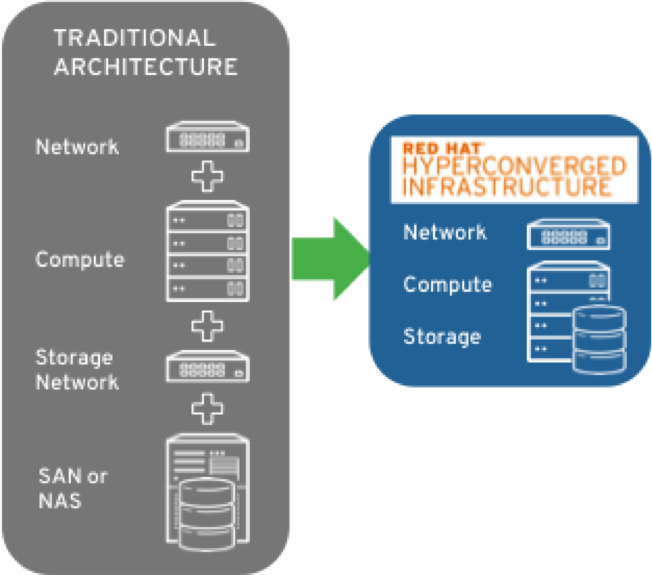 TRADITIONAL
ARCHITECTURE
Network
Compute
Storage
Network
SAN or
NAS
RED HAT
HYPERCONVERGED
INFRASTRUCTURE
Network
Compute
Storage